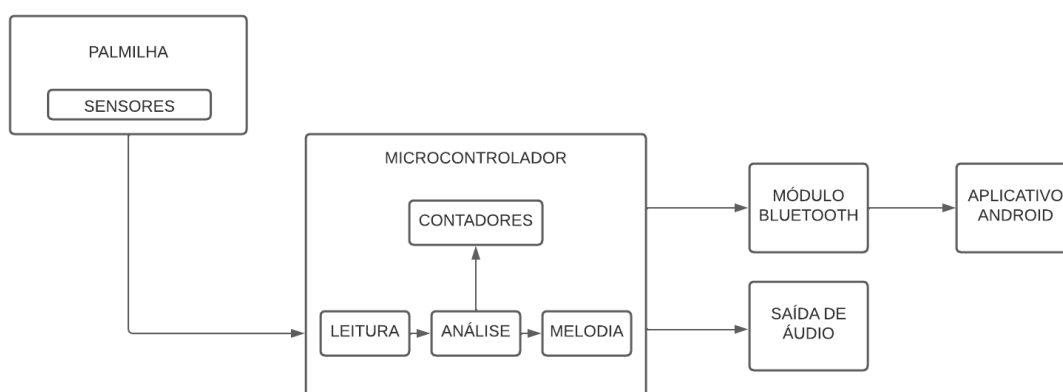 PALMILHA
SENSORES
MICROCONTROLADOR
CONTADORES
LEITURA
ANÁLISE
MELODIA
MÓDULO
BLUETOOTH
APLICATIVO
ANDROID
SAÍDA DE
ÁUDIO